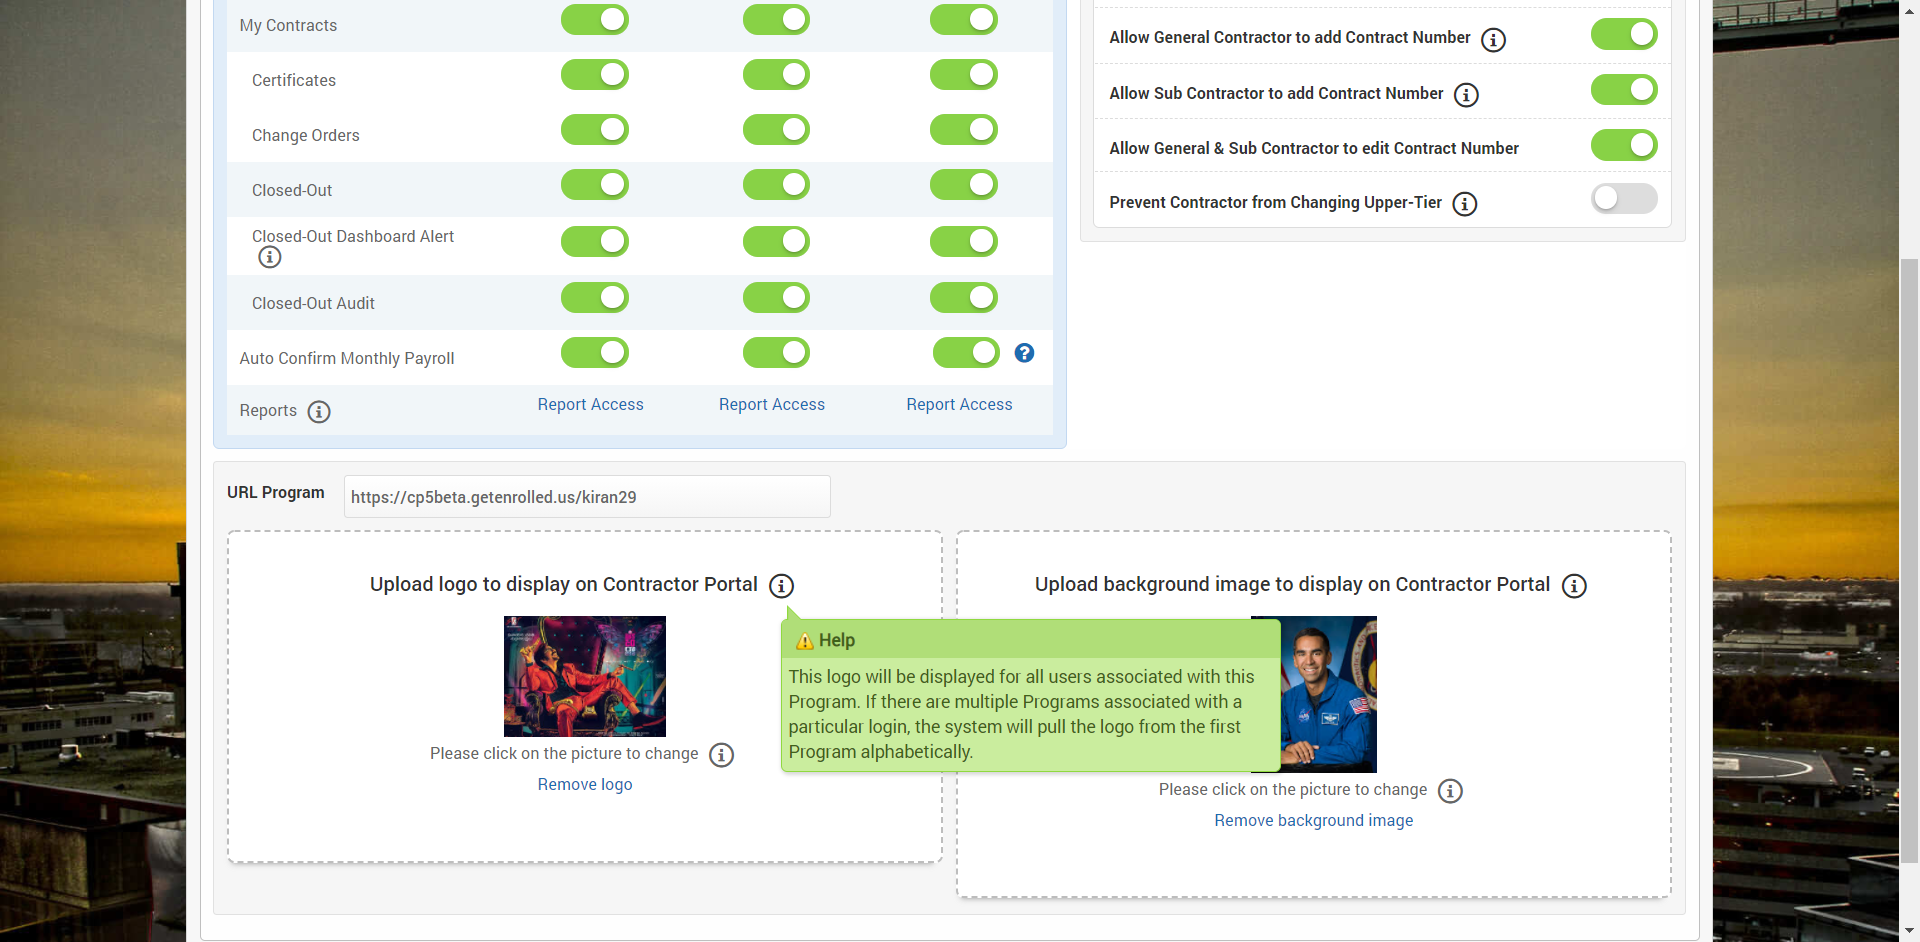 My Contracts
Certificates
Change Orders
Closed-Out
Closed-Out Dashboard Alert
Closed-Out Audit
Auto Confirm Monthly Payroll
Reports
Report Access
Report Access
Report Access
Allow General Contractor to add Contract Number
Allow Sub Contractor to add Contract Number
Allow General & Sub Contractor to edit Contract Number
Prevent Contractor from Changing Upper-Tier
URL Program
https://cp5beta.getenrolled.us/kiran29
Upload logo to display on Contractor Portal
Please click on the picture to change
Remove logo
Help
This logo will be displayed for all users associated with this
Program. If there are multiple Programs associated with a
particular login, the system will pull the logo from the first
Program alphabetically.
Upload background image to display on Contractor Portal
Please click on the picture to change
Remove background image